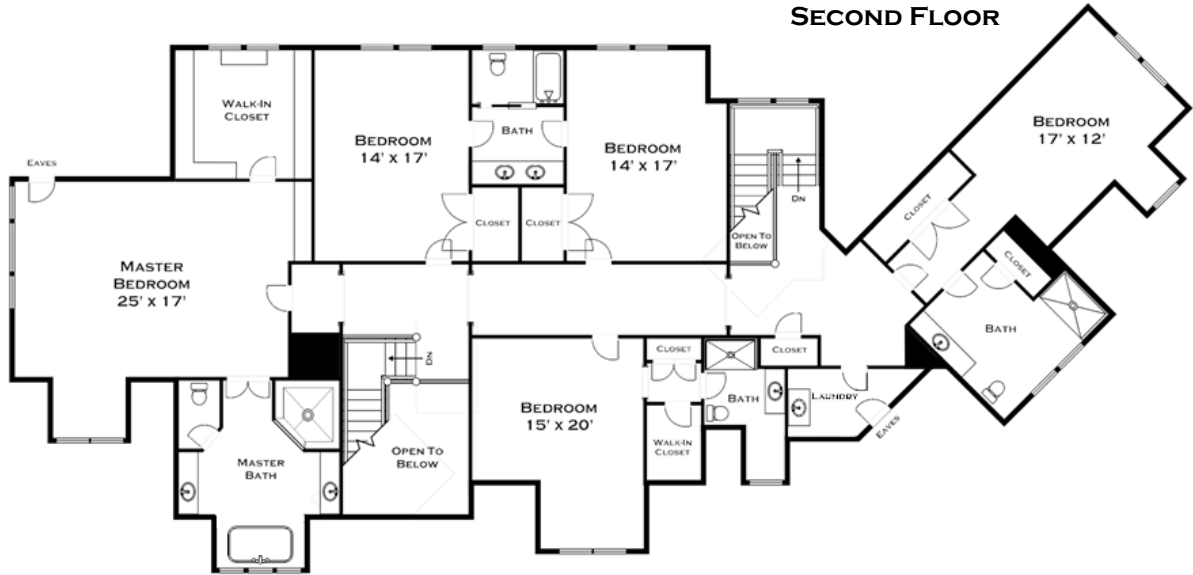 SECOND FLOOR
WALK-IN
CLOSET
BEDROOM
14' X 17'
BATH
BEDROOM
14' X 17'
BEDROOM
17' X 12'
EAVES
CLOSET
CLOSET
CLOSET
DN
OPEN TO
BELOW
MASTER
BEDROOM
25' X 17'
CLOSET
BATH
DN
CLOSET
CLOSET
BEDROOM
15' X 20'
BATH
LAUNDRY
EAVES
WALK-IN
CLOSET
OPEN TO
BELOW
MASTER
BATH